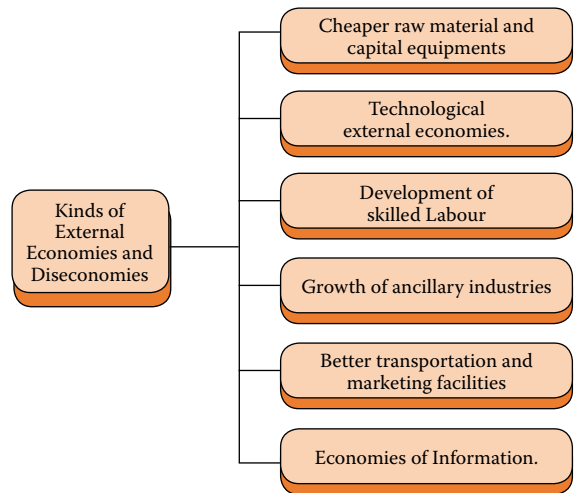 Kinds of
External
Economies and
Diseconomies
Cheaper raw material and
capital equipments
Technological
external economies.
Development of
skilled Labour
Growth of ancillary industries
Better transportation and
marketing facilities
Economies of Information.